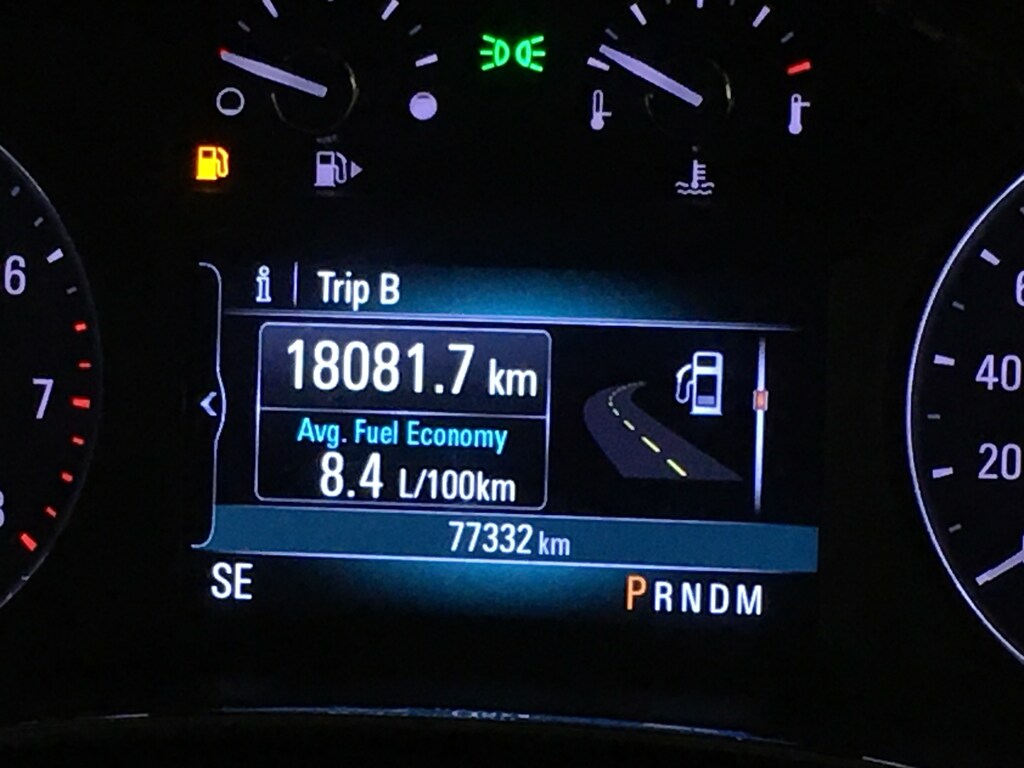 i Trip B
18081.7 km
Avg. Fuel Economy
8.4 L/100km
77332 km
SE
PRNDM
6
7
40
20